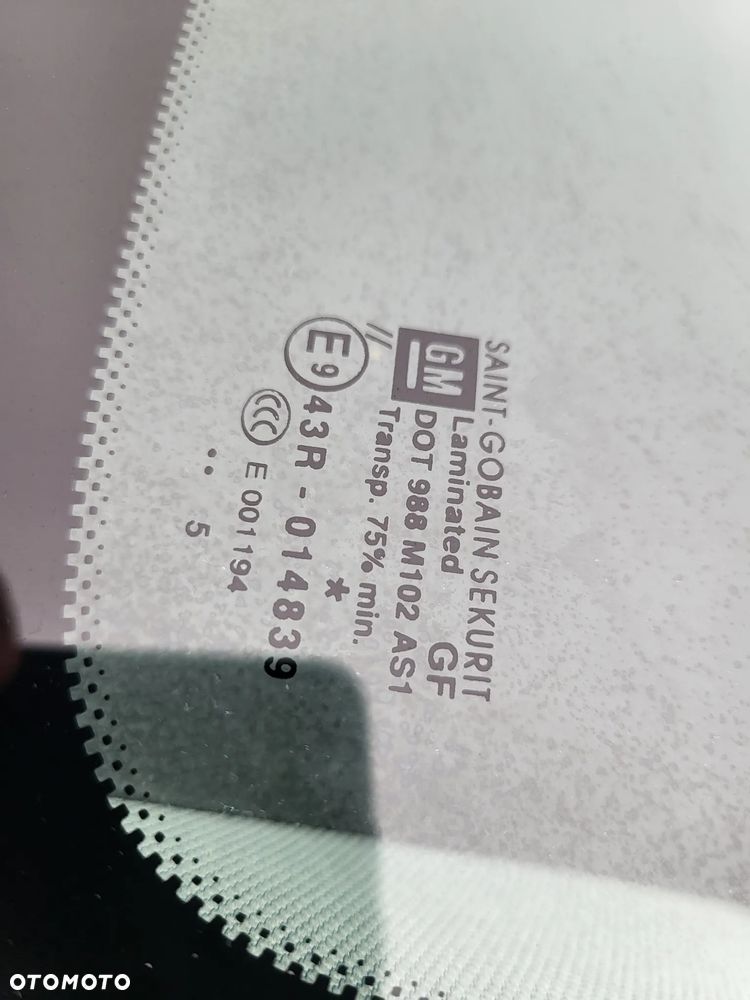 SAINT-GOBAIN SEKURIT
GM Laminated GF
DOT 988 M102 AS1
// Transp. 75% min.
*
E9 43R - 014839
CCC E 001194
.. 5
OTOMOTO